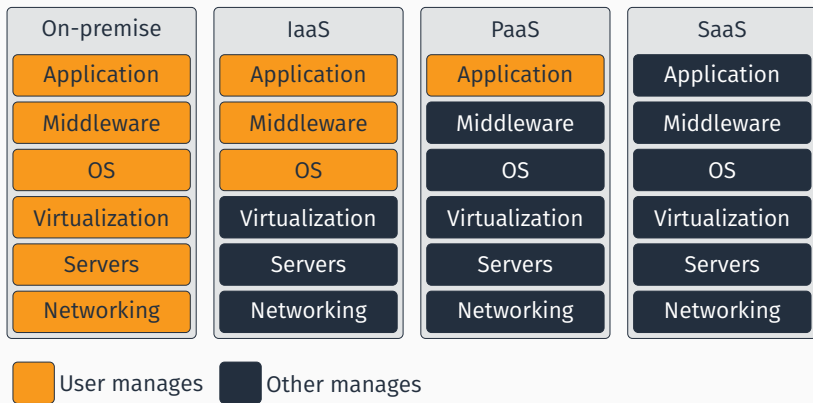 On-premise
Application
Middleware
OS
Virtualization
Servers
Networking
IaaS
Application
Middleware
OS
Virtualization
Servers
Networking
PaaS
Application
Middleware
OS
Virtualization
Servers
Networking
SaaS
Application
Middleware
OS
Virtualization
Servers
Networking
User manages
Other manages